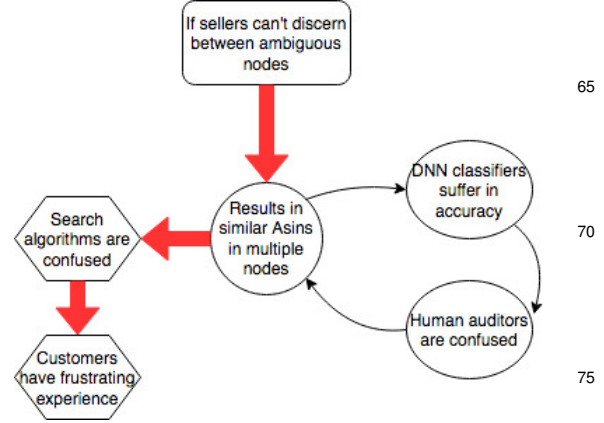 If sellers can't discern
between ambiguous
nodes
65
DNN classifiers
suffer in
accuracy
Results in
similar Asins
in multiple
nodes
Search
algorithms are
confused
70
Human auditors
are confused
Customers
have frustrating
experience
75